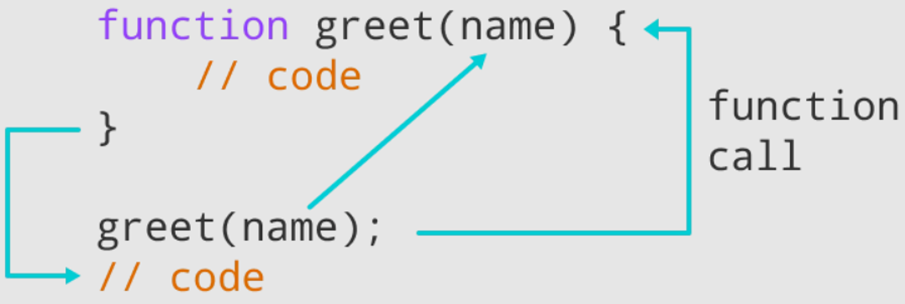 function greet(name) {
// code
}
function
call
greet(name);
// code